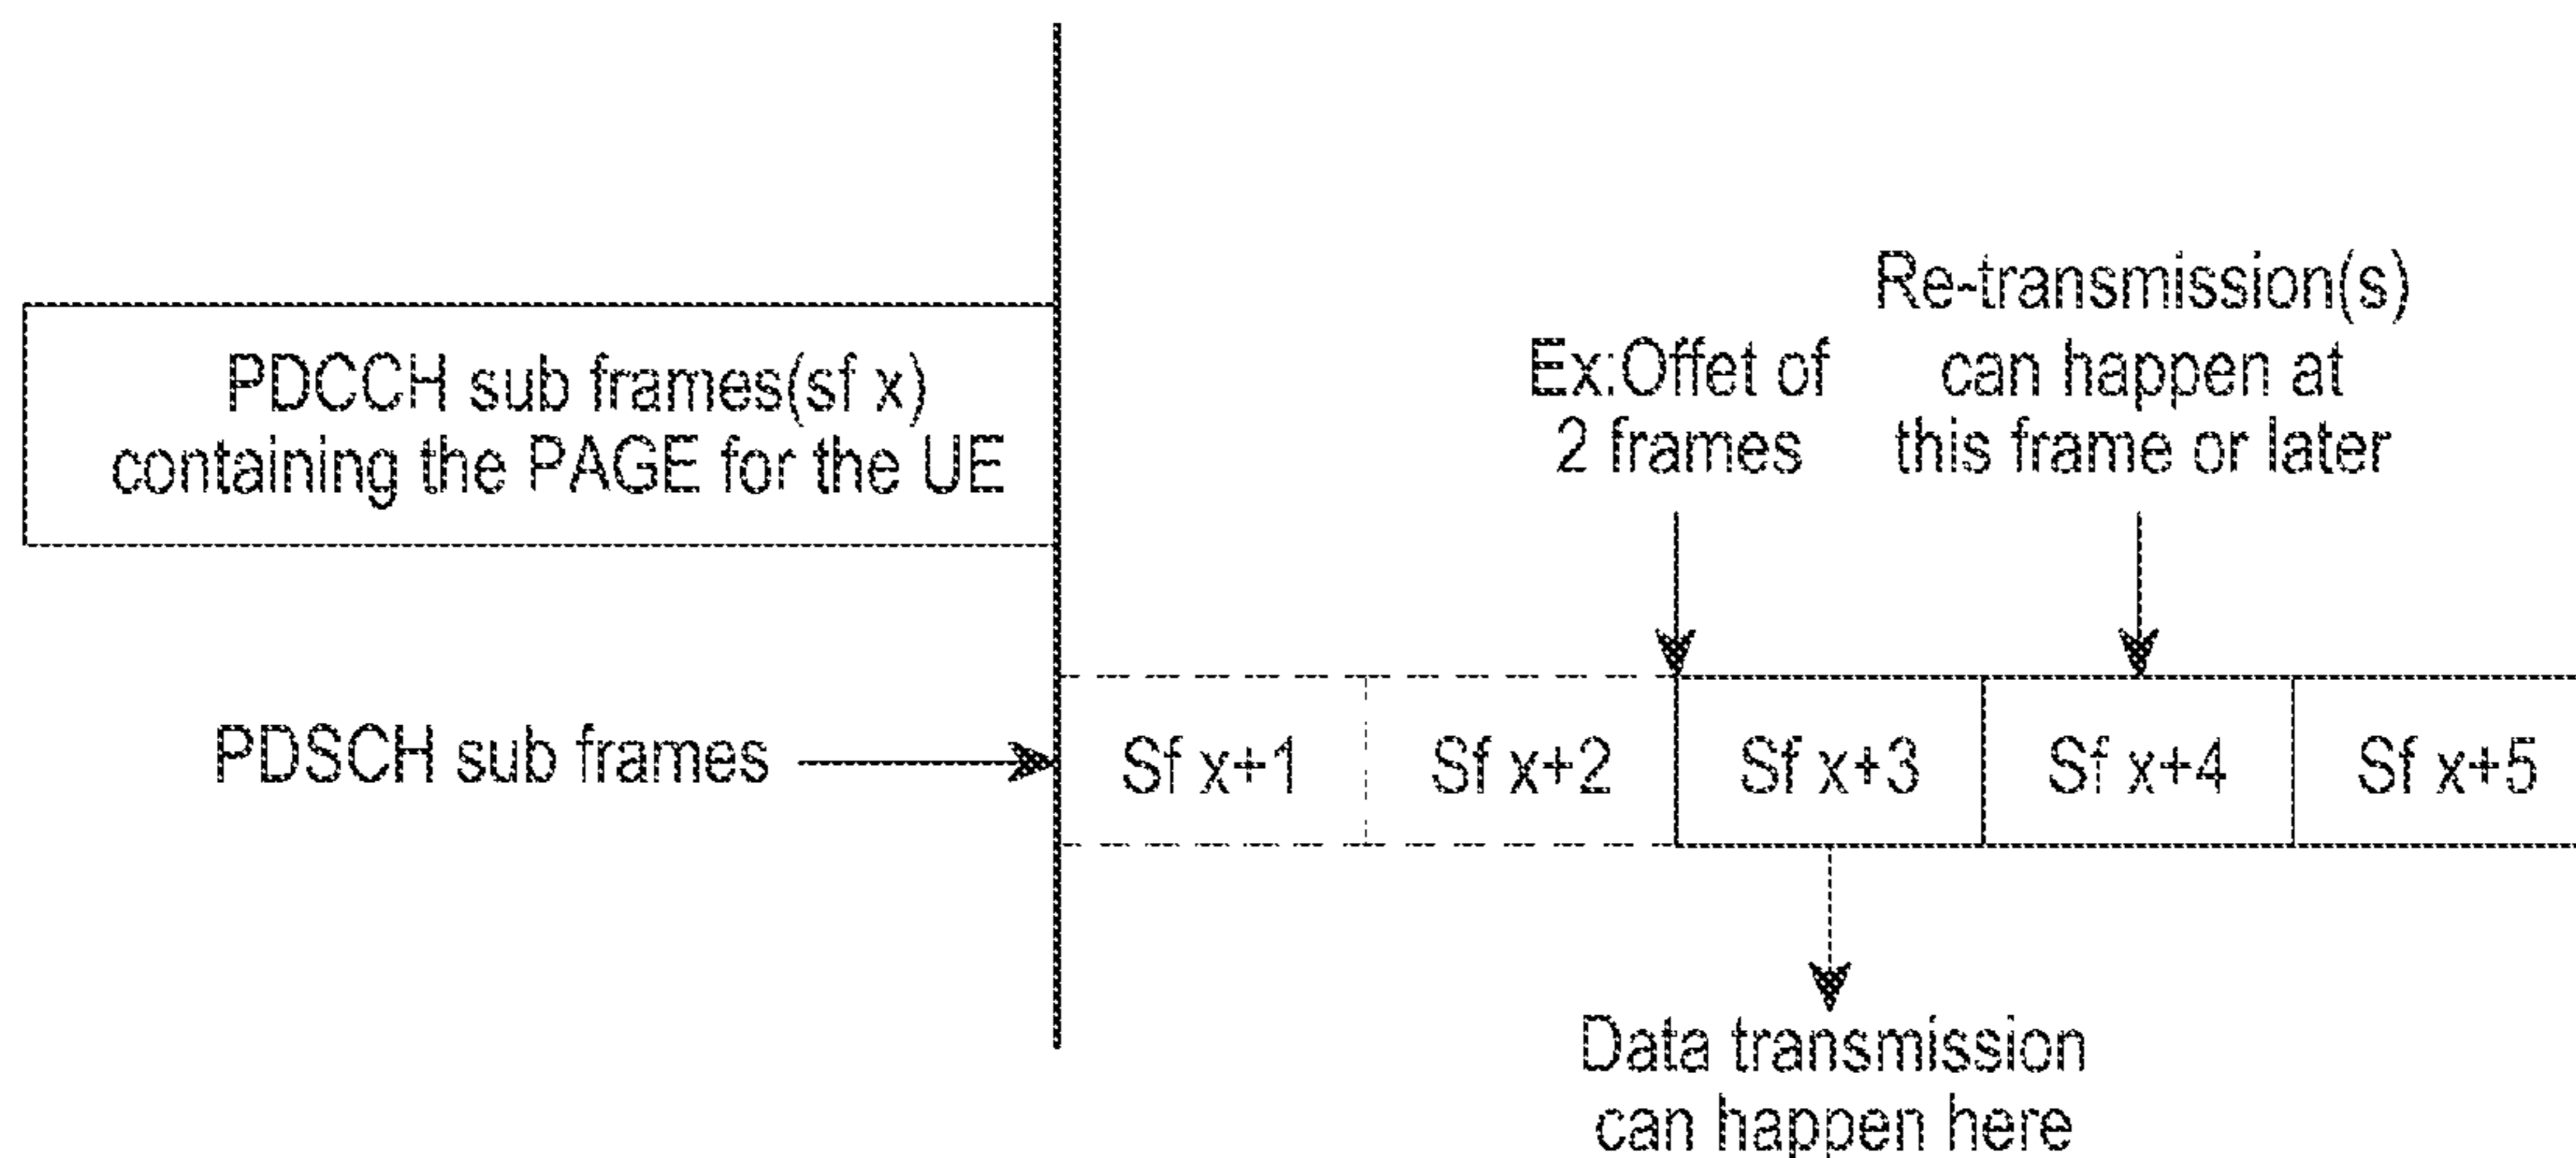 PDCCH sub frames(sf x)
containing the PAGE for the UE
Ex:Offet of
2 frames
Re-transmission(s)
can happen at
this frame or later
PDSCH sub frames
Sf x+1
Sf x+2
Sf x+3
Sf x+4
Sf x+5
Data transmission
can happen here